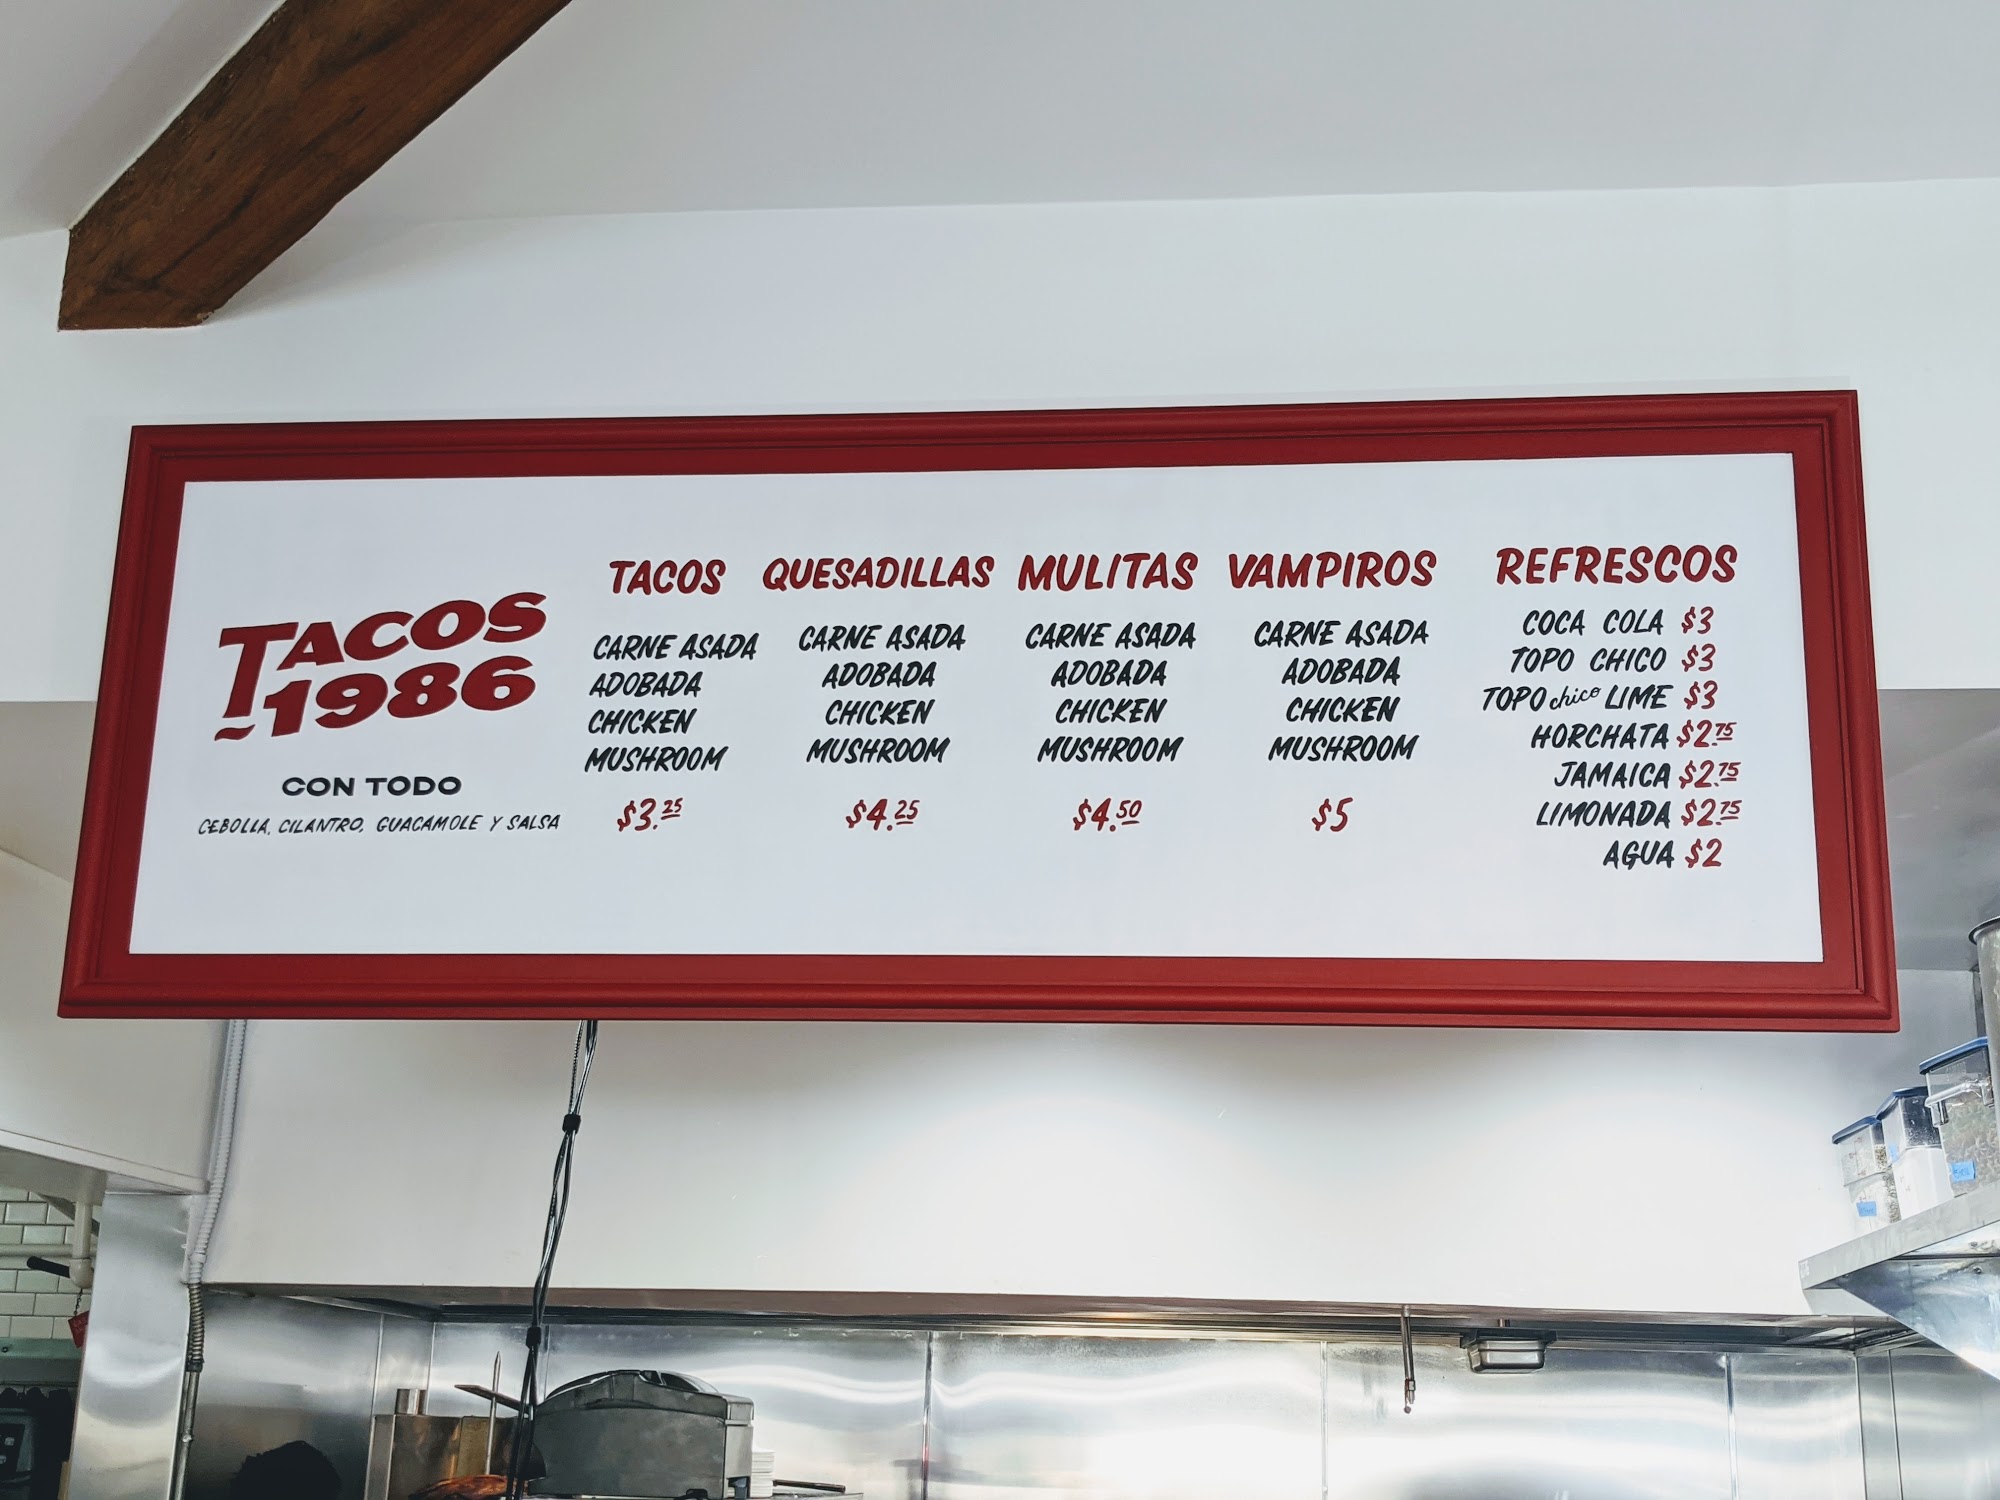 TACOS
1986
CON TODO
CEBOLLA, CILANTRO, GUACAMOLE Y SALSA
TACOS
CARNE ASADA
ADOBADA
CHICKEN
MUSHROOM
$3.25
QUESADILLAS
CARNE ASADA
ADOBADA
CHICKEN
MUSHROOM
$4.25
MULITAS
CARNE ASADA
ADOBADA
CHICKEN
MUSHROOM
$4.50
VAMPIROS
CARNE ASADA
ADOBADA
CHICKEN
MUSHROOM
$5
REFRESCOS
COCA COLA $3
TOPO CHICO $3
TOPO chico LIME $3
HORCHATA $2.75
JAMAICA $2.75
LIMONADA $2.75
AGUA $2